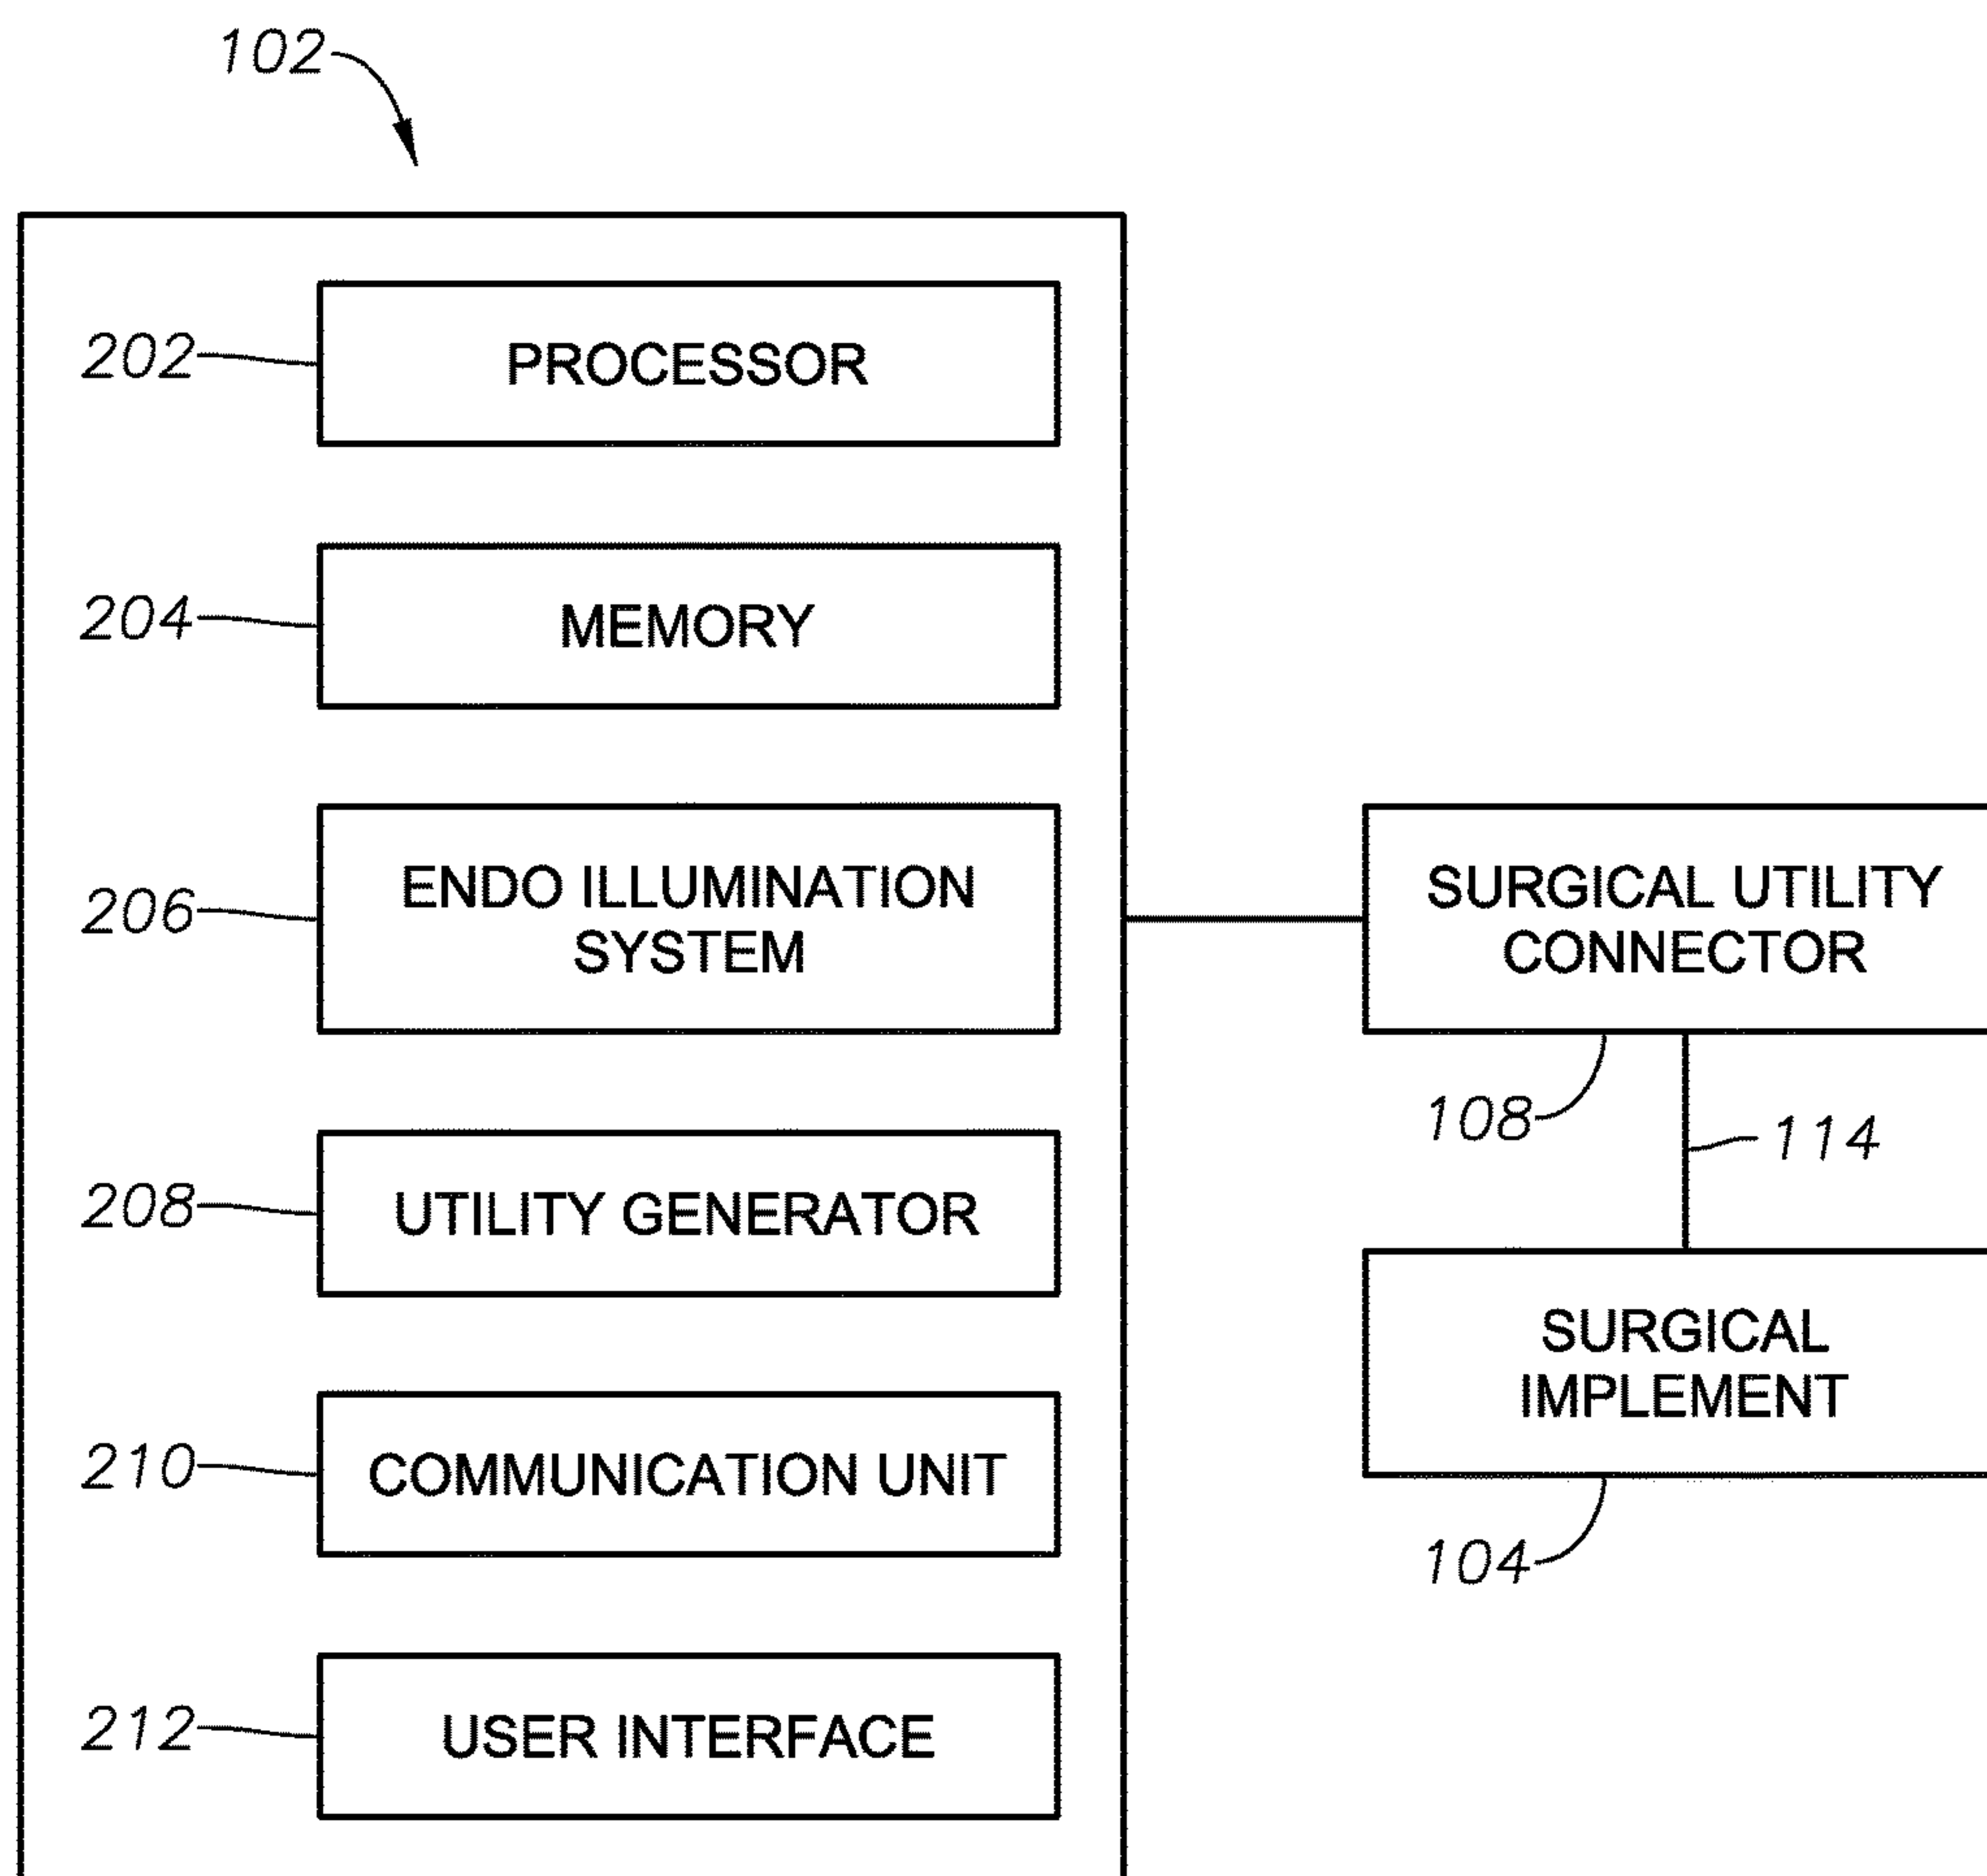 102
202 PROCESSOR
204 MEMORY
206 ENDO ILLUMINATION
SYSTEM
208 UTILITY GENERATOR
210 COMMUNICATION UNIT
212 USER INTERFACE
SURGICAL UTILITY
CONNECTOR
108
114
SURGICAL
IMPLEMENT
104